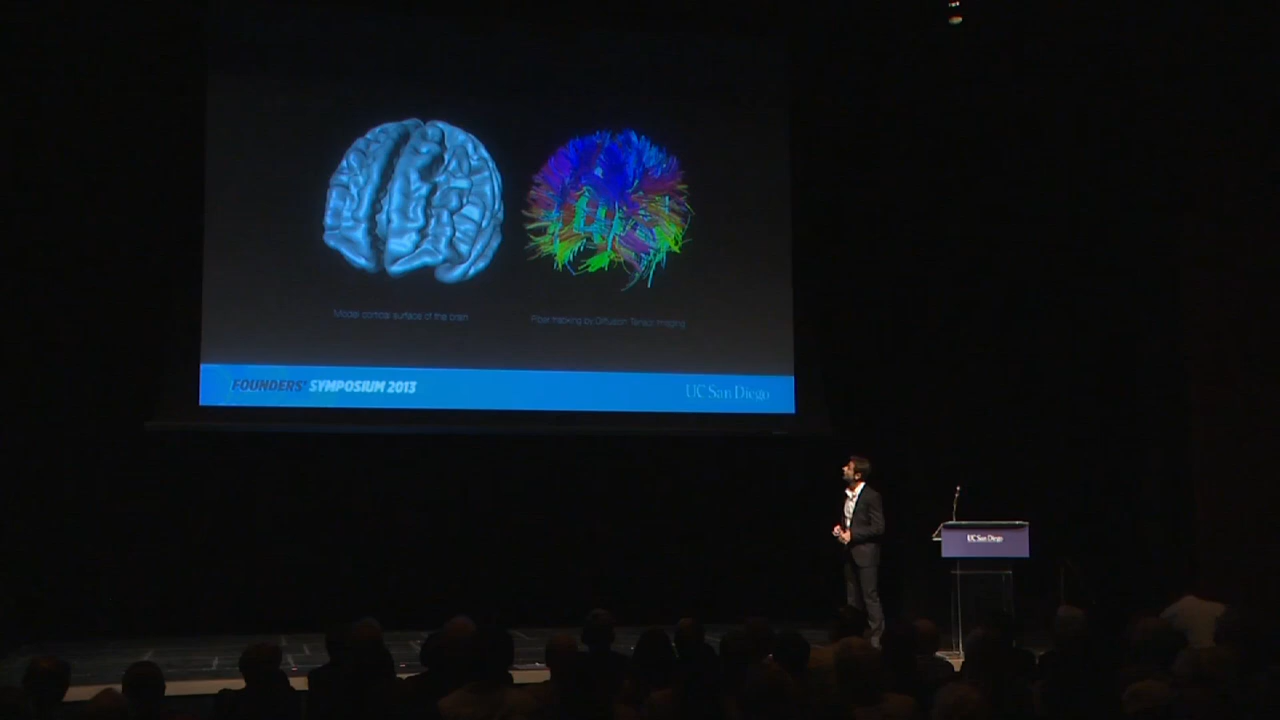 Model cortical surface of the brain
Fiber tracking by Diffusion Tensor Imaging
FOUNDERS' SYMPOSIUM 2013
UC San Diego
UC San Diego